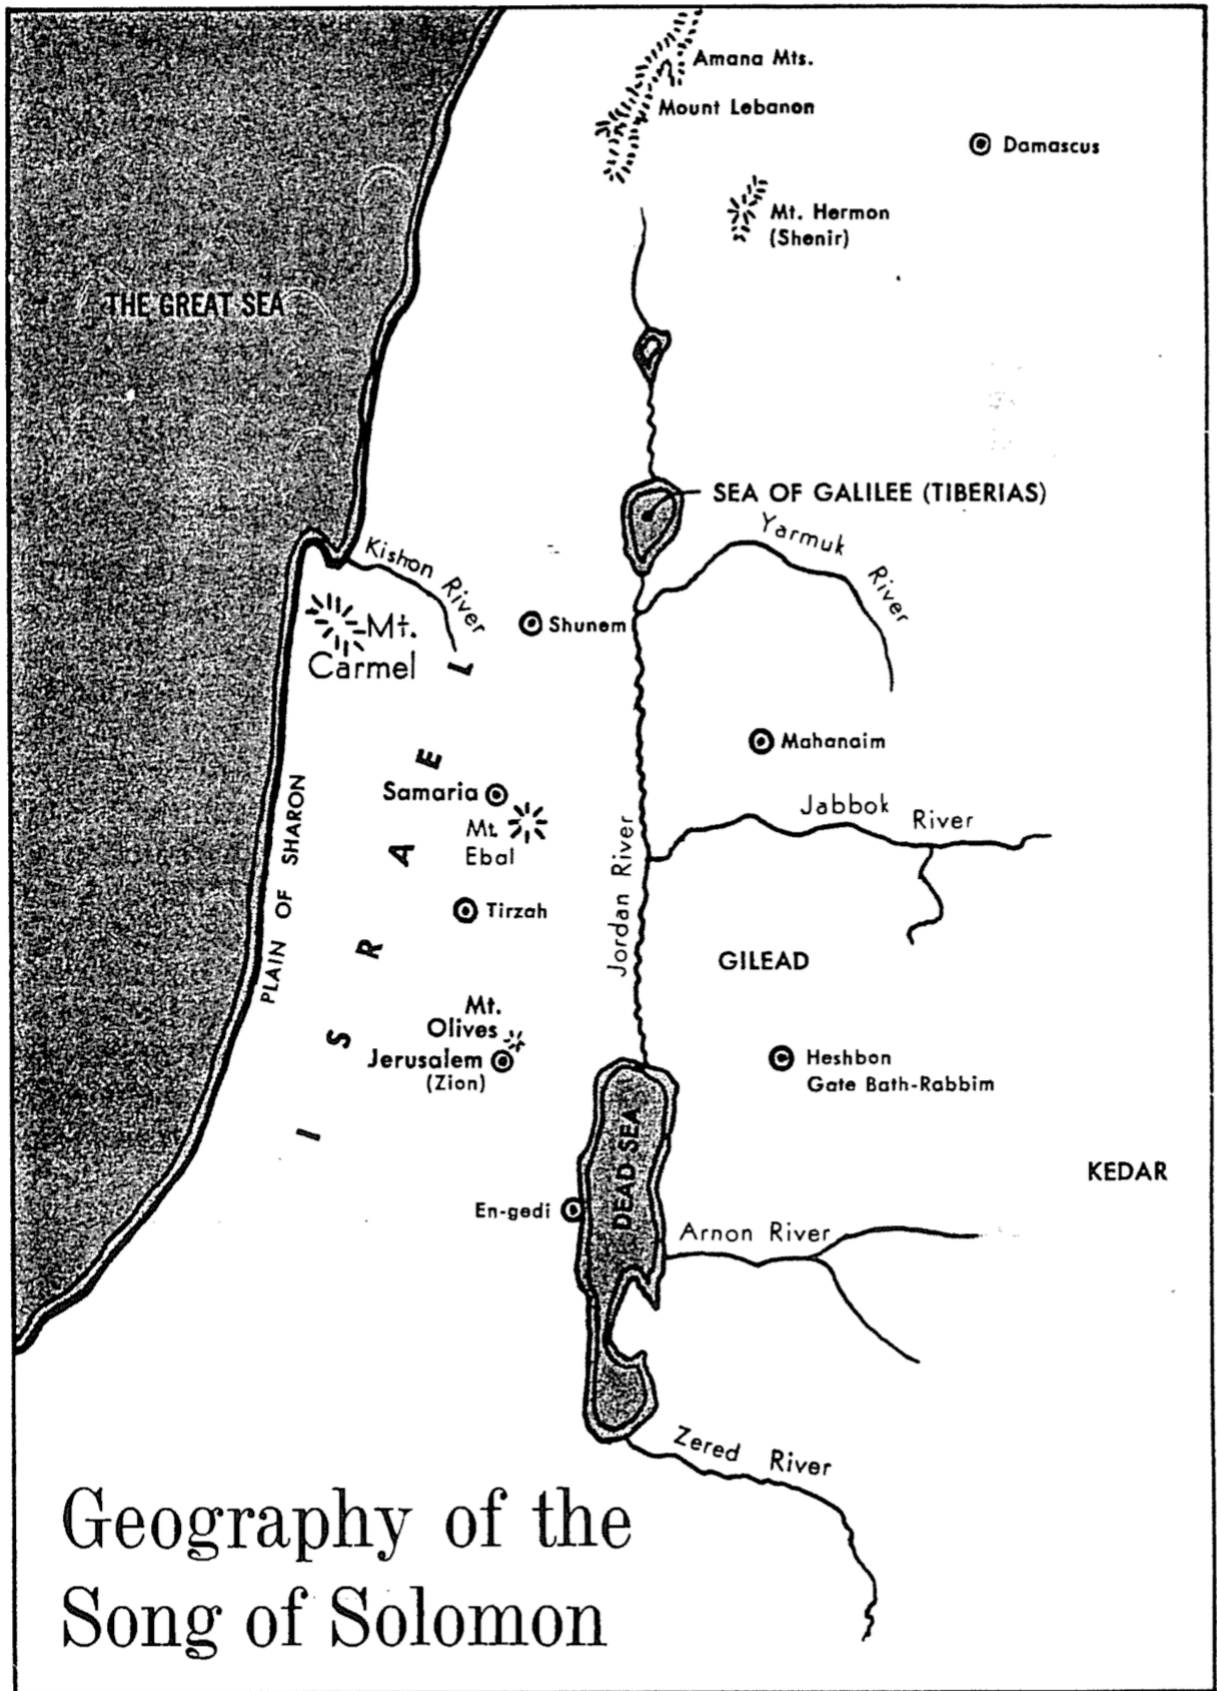 Amana Mts.
Mount Lebanon
Damascus
Mt. Hermon
(Shenir)
THE GREAT SEA
SEA OF GALILEE (TIBERIAS)
Yarmuk River
Kishon River
Shunem
Mt.
Carmel
Mahanaim
Samaria
Mt.
Ebal
Jabbok River
PLAIN OF SHARON
ISRAEL
Jordan River
Tirzah
GILEAD
Mt.
Olives
Jerusalem
(Zion)
Heshbon
Gate Bath-Rabbim
DEAD SEA
KEDAR
En-gedi
Arnon River
Zered River
Geography of the
Song of Solomon